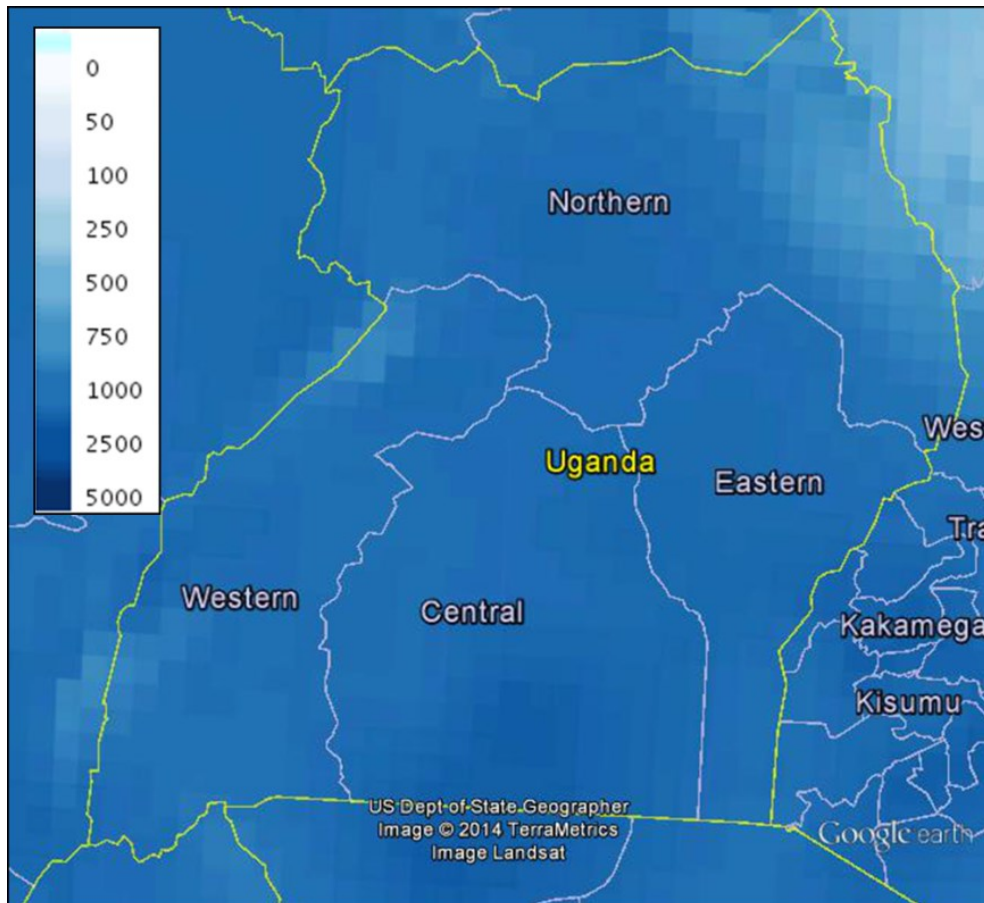 0
50
100
250
500
750
1000
2500
5000
Northern
Wes
Uganda
Eastern
Tra
Western
Central
Kakamega
Kisumu
US Dept of State Geographer
Image © 2014 TerraMetrics
Image Landsat
Google earth